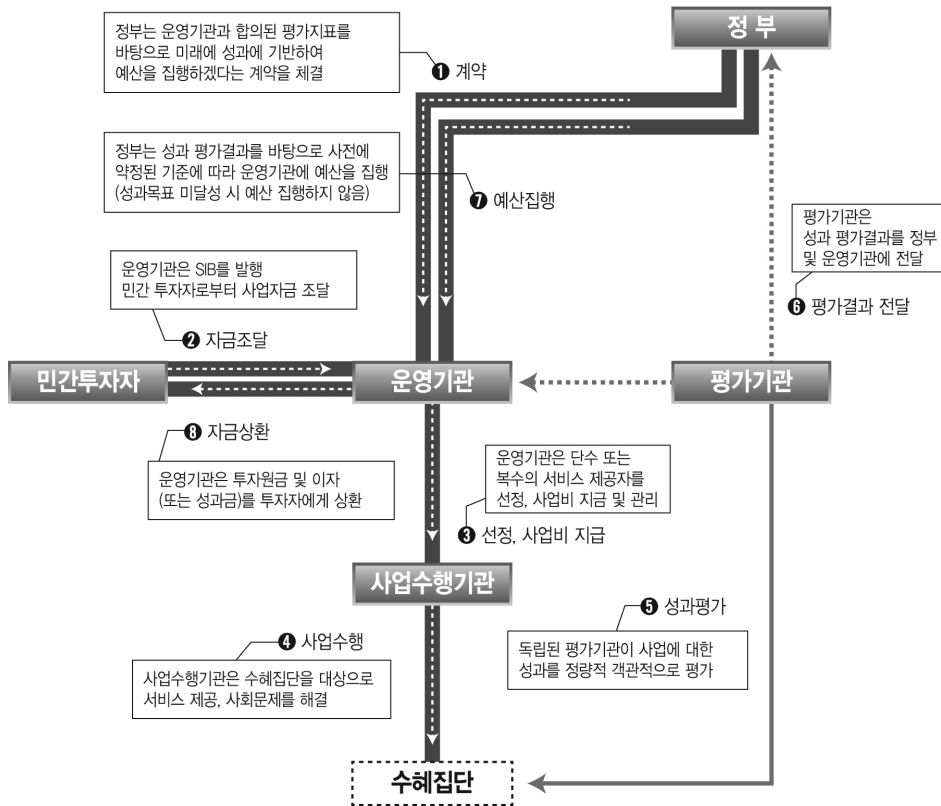 정부는 운영기관과 합의된 평가지표를
바탕으로 미래에 성과에 기반하여
예산을 집행하겠다는 계약을 체결
정 부
❶ 계약
정부는 성과 평가결과를 바탕으로 사전에
약정된 기준에 따라 운영기관에 예산을 집행
(성과목표 미달성 시 예산 집행하지 않음)
❼ 예산집행
평가기관은
성과 평가결과를 정부
및 운영기관에 전달
❻ 평가결과 전달
운영기관은 SIB를 발행
민간 투자자로부터 사업자금 조달
❷ 자금조달
민간투자자
운영기관
평가기관
❽ 자금상환
운영기관은 투자원금 및 이자
(또는 성과금)를 투자자에게 상환
운영기관은 단수 또는
복수의 서비스 제공자를
선정, 사업비 지금 및 관리
❸ 선정, 사업비 지급
사업수행기관
❺ 성과평가
독립된 평가기관이 사업에 대한
성과를 정량적 객관적으로 평가
❹ 사업수행
사업수행기관은 수혜집단을 대상으로
서비스 제공, 사회문제를 해결
수혜집단